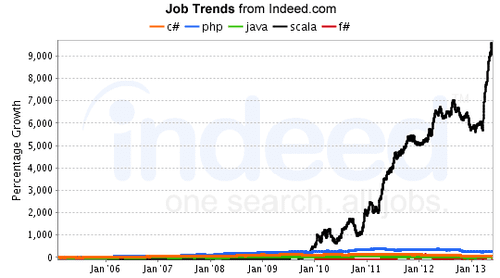 Job Trends from Indeed.com
c# php java scala f#
Percentage Growth
9,000
8,000
7,000
6,000
5,000
4,000
3,000
2,000
1,000
0
indeed
one search. all jobs.
Jan '06 Jan '07 Jan '08 Jan '09 Jan '10 Jan '11 Jan '12 Jan '13